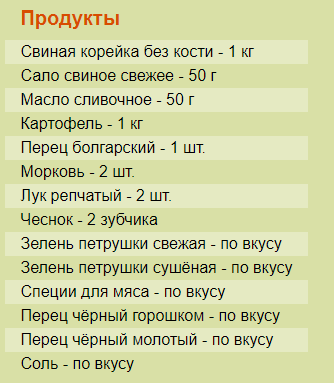 Продукты
Свиная корейка без кости - 1 кг
Сало свиное свежее - 50 г
Масло сливочное - 50 г
Картофель - 1 кг
Перец болгарский - 1 шт.
Морковь - 2 шт.
Лук репчатый - 2 шт.
Чеснок - 2 зубчика
Зелень петрушки свежая - по вкусу
Зелень петрушки сушёная - по вкусу
Специи для мяса - по вкусу
Перец чёрный горошком - по вкусу
Перец чёрный молотый - по вкусу
Соль - по вкусу